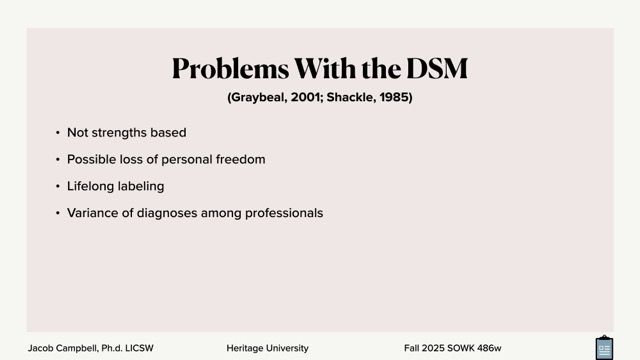 Problems With the DSM
(Graybeal, 2001; Shackle, 1985)
• Not strengths based
• Possible loss of personal freedom
• Lifelong labeling
• Variance of diagnoses among professionals
Jacob Campbell, Ph.d. LICSW
Heritage University
Fall 2025 SOWK 486w